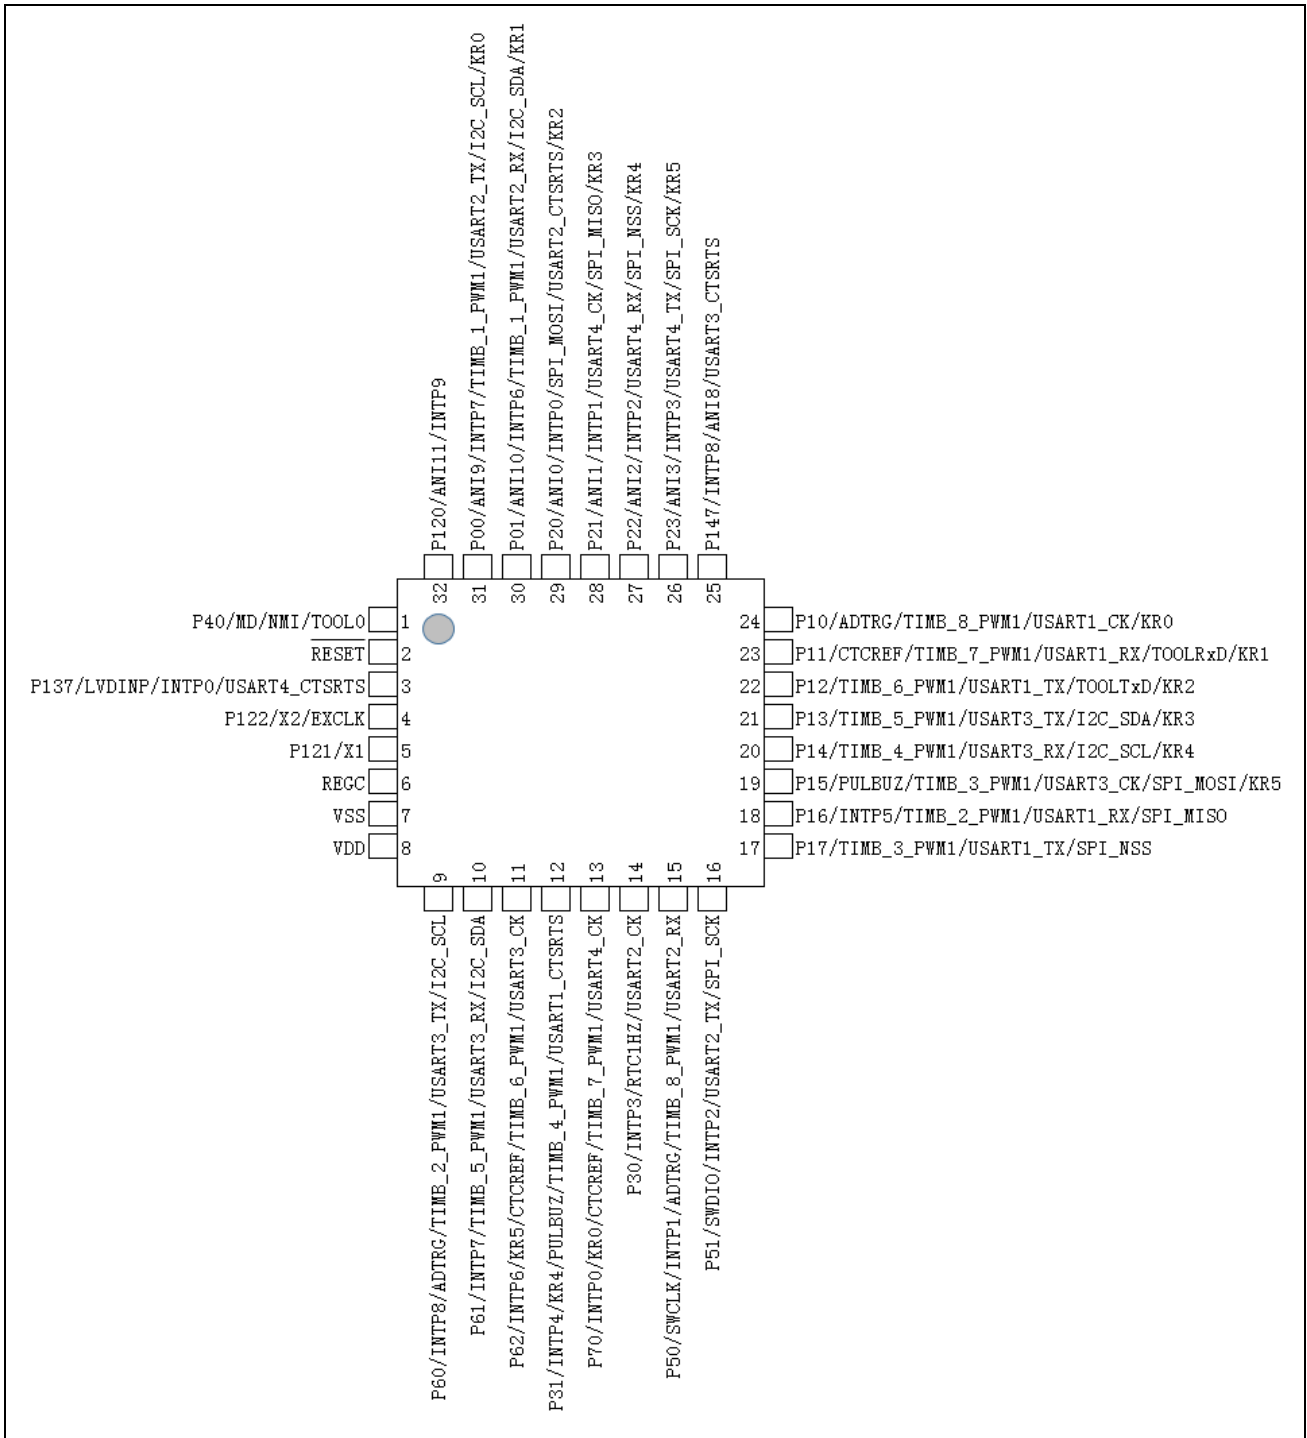 P120/ANI11/INTP9
P00/ANI9/INTP7/TIMB_1_PWM1/USART2_TX/I2C_SCL/KR0
P01/ANI10/INTP6/TIMB_1_PWM1/USART2_RX/I2C_SDA/KR1
P20/ANI0/INTP0/SPI_MOSI/USART2_CTSRTS/KR2
P21/ANI1/INTP1/USART4_CK/SPI_MISO/KR3
P22/ANI2/INTP2/USART4_RX/SPI_NSS/KR4
P23/ANI3/INTP3/USART4_TX/SPI_SCK/KR5
P147/INTP8/ANI8/USART3_CTSRTS
32
31
30
29
28
27
26
25
P40/MD/NMI/TOOL0 1
RESET 2
P137/LVDINP/INTP0/USART4_CTSRTS 3
P122/X2/EXCLK 4
P121/X1 5
REGC 6
VSS 7
VDD 8
24 P10/ADTRG/TIMB_8_PWM1/USART1_CK/KR0
23 P11/CTCREF/TIMB_7_PWM1/USART1_RX/TOOLRxD/KR1
22 P12/TIMB_6_PWM1/USART1_TX/TOOLTxD/KR2
21 P13/TIMB_5_PWM1/USART3_TX/I2C_SDA/KR3
20 P14/TIMB_4_PWM1/USART3_RX/I2C_SCL/KR4
19 P15/PULBUZ/TIMB_3_PWM1/USART3_CK/SPI_MOSI/KR5
18 P16/INTP5/TIMB_2_PWM1/USART1_RX/SPI_MISO
17 P17/TIMB_3_PWM1/USART1_TX/SPI_NSS
9
10
11
12
13
14
15
16
P60/INTP8/ADTRG/TIMB_2_PWM1/USART3_TX/I2C_SCL
P61/INTP7/TIMB_5_PWM1/USART3_RX/I2C_SDA
P62/INTP6/KR5/CTCREF/TIMB_6_PWM1/USART3_CK
P31/INTP4/KR4/PULBUZ/TIMB_4_PWM1/USART1_CTSRTS
P70/INTP0/KR0/CTCREF/TIMB_7_PWM1/USART4_CK
P30/INTP3/RTC1HZ/USART2_CK
P50/SWCLK/INTP1/ADTRG/TIMB_8_PWM1/USART2_RX
P51/SWDIO/INTP2/USART2_TX/SPI_SCK